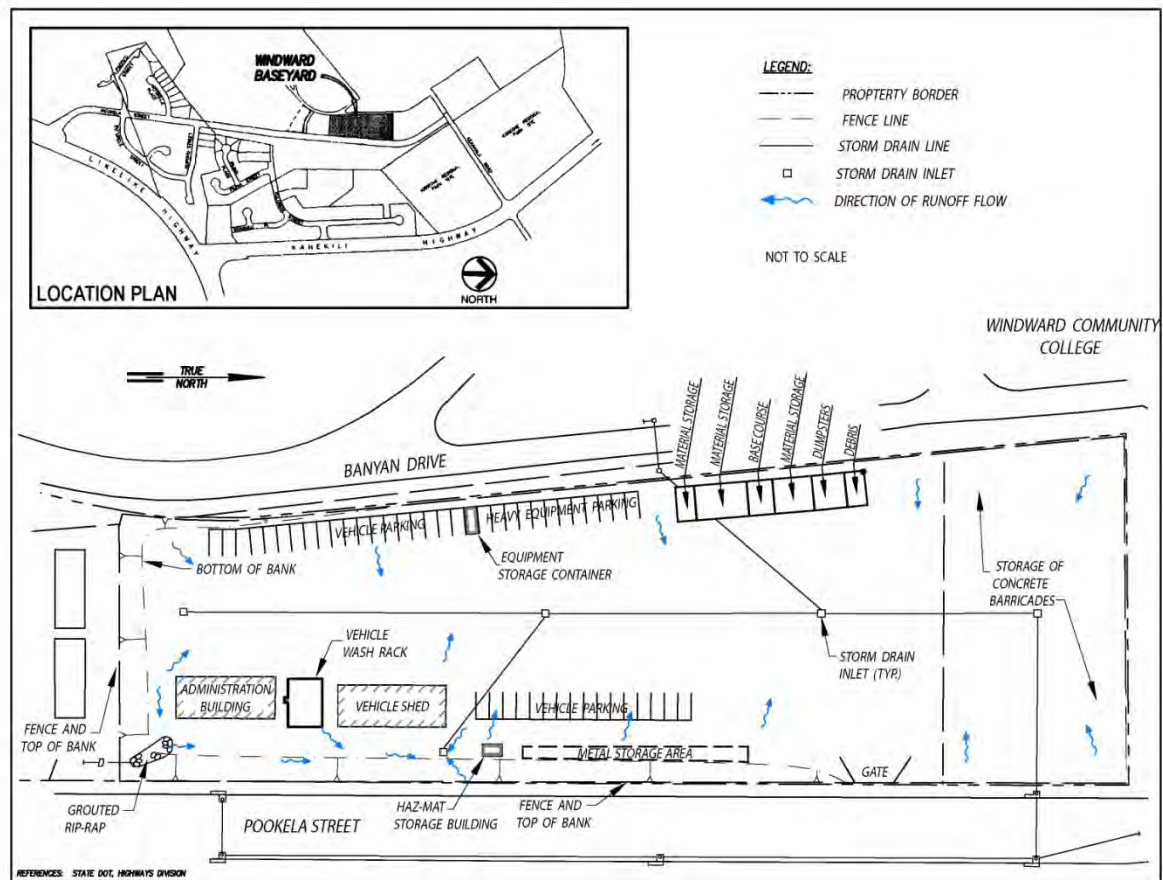 WINDWARD
BASEYARD
LIKELIKE HIGHWAY
KAHEKILI HIGHWAY
LOCATION PLAN
NORTH
LEGEND:
PROPTERTY BORDER
FENCE LINE
STORM DRAIN LINE
STORM DRAIN INLET
DIRECTION OF RUNOFF FLOW
NOT TO SCALE
WINDWARD COMMUNITY
COLLEGE
TRUE
NORTH
BANYAN DRIVE
MATERIAL STORAGE
MATERIAL STORAGE
BASE COURSE
MATERIAL STORAGE
DUMPSTERS
DEBRIS
VEHICLE PARKING
HEAVY EQUIPMENT PARKING
EQUIPMENT
STORAGE CONTAINER
BOTTOM OF BANK
STORAGE OF
CONCRETE
BARRICADES
VEHICLE
WASH RACK
STORM DRAIN
INLET (TYP.)
ADMINISTRATION
BUILDING
VEHICLE SHED
VEHICLE PARKING
FENCE AND
TOP OF BANK
METAL STORAGE AREA
GATE
GROUTED
RIP-RAP
POOKELA STREET
HAZ-MAT
STORAGE BUILDING
FENCE AND
TOP OF BANK
REFERENCES: STATE DOT, HIGHWAYS DIVISION